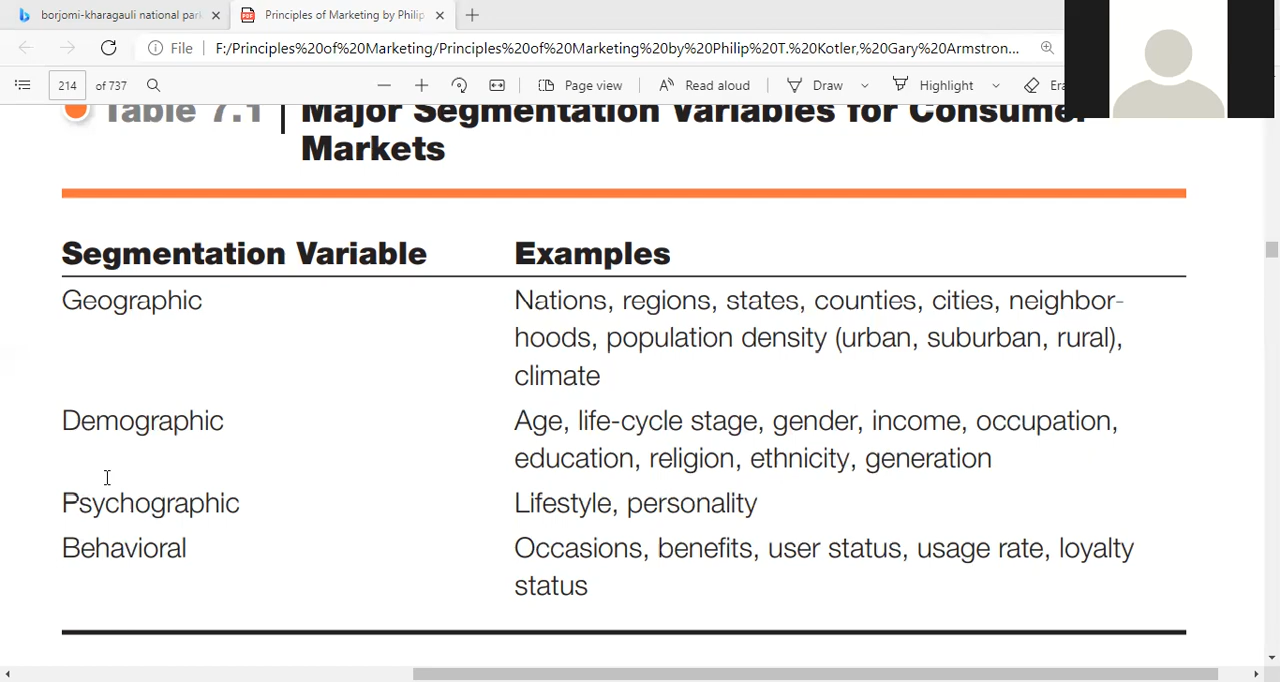 borjomi-kharagauli national par
Principles of Marketing by Philip
File
F:/Principles%20of%20Marketing/Principles%20of%20Marketing%20by%20Philip%20T.%20Kotler,%20Gary%20Armstron...
214 of 737
Page view
Read aloud
Draw
Highlight
Era
Table 7.1 Major Segmentation Variables for Consumer
Markets
Segmentation Variable Examples
Geographic Nations, regions, states, counties, cities, neighbor-
hoods, population density (urban, suburban, rural),
climate
Demographic Age, life-cycle stage, gender, income, occupation,
education, religion, ethnicity, generation
Psychographic Lifestyle, personality
Behavioral Occasions, benefits, user status, usage rate, loyalty
status